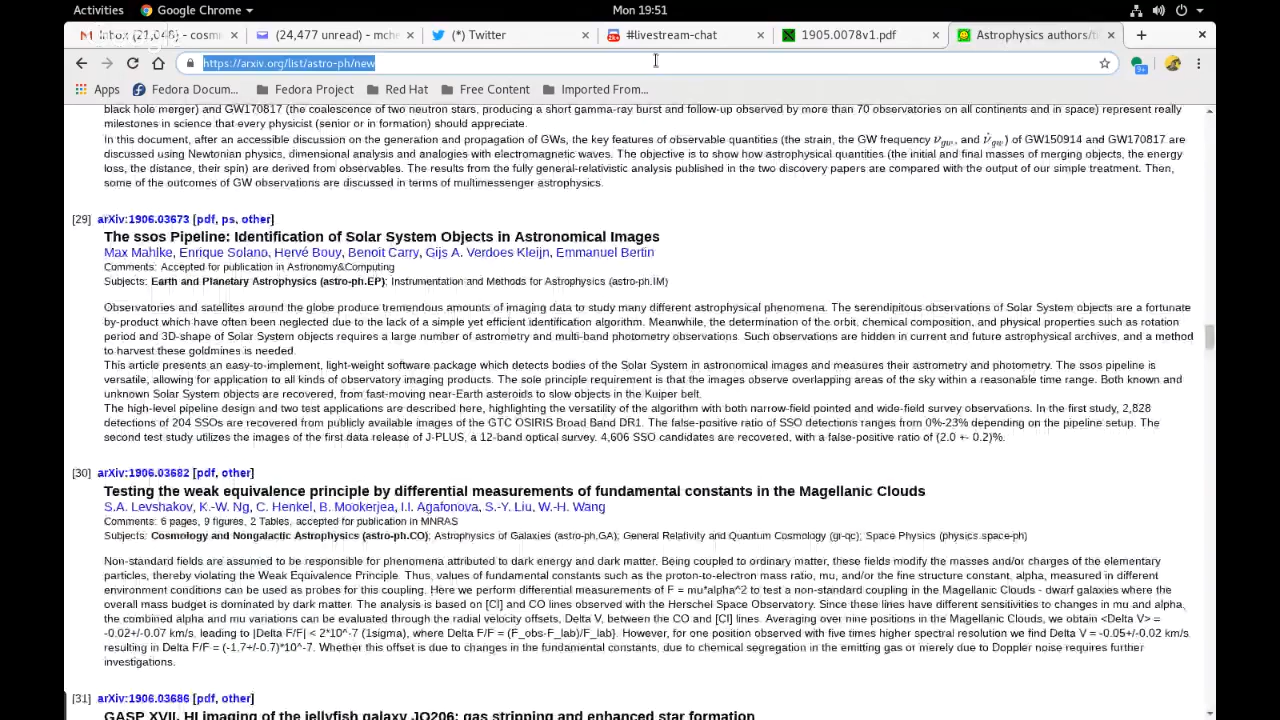 Activities Google Chrome Mon 19:51
cosm (24,477 unread) - mche (*) Twitter #livestream-chat 1905.0078v1.pdf Astrophysics authors/ti
https://arxiv.org/list/astro-ph/new
Apps Fedora Docum... Fedora Project Red Hat Free Content Imported From...
black hole merger) and GW170817 (the coalescence of two neutron stars, producing a short gamma-ray burst and follow-up observed by more than 70 observatories on all continents and in space) represent really
milestones in science that every physicist (senior or in formation) should appreciate.
In this document, after an accessible discussion on the generation and propagation of GWs, the key features of observable quantities (the strain, the GW frequency ν_gw, and ν̇_gw) of GW150914 and GW170817 are
discussed using Newtonian physics, dimensional analysis and analogies with electromagnetic waves. The objective is to show how astrophysical quantities (the initial and final masses of merging objects, the energy
loss, the distance, their spin) are derived from observables. The results from the fully general-relativistic analysis published in the two discovery papers are compared with the output of our simple treatment. Then,
some of the outcomes of GW observations are discussed in terms of multimessenger astrophysics.
[29] arXiv:1906.03673 [pdf, ps, other]
The ssos Pipeline: Identification of Solar System Objects in Astronomical Images
Max Mahlke, Enrique Solano, Hervé Bouy, Benoit Carry, Gijs A. Verdoes Kleijn, Emmanuel Bertin
Comments: Accepted for publication in Astronomy&Computing
Subjects: Earth and Planetary Astrophysics (astro-ph.EP); Instrumentation and Methods for Astrophysics (astro-ph.IM)
Observatories and satellites around the globe produce tremendous amounts of imaging data to study many different astrophysical phenomena. The serendipitous observations of Solar System objects are a fortunate
by-product which have often been neglected due to the lack of a simple yet efficient identification algorithm. Meanwhile, the determination of the orbit, chemical composition, and physical properties such as rotation
period and 3D-shape of Solar System objects requires a large number of astrometry and multi-band photometry observations. Such observations are hidden in current and future astrophysical archives, and a method
to harvest these goldmines is needed.
This article presents an easy-to-implement, light-weight software package which detects bodies of the Solar System in astronomical images and measures their astrometry and photometry. The ssos pipeline is
versatile, allowing for application to all kinds of observatory imaging products. The sole principle requirement is that the images observe overlapping areas of the sky within a reasonable time range. Both known and
unknown Solar System objects are recovered, from fast-moving near-Earth asteroids to slow objects in the Kuiper belt.
The high-level pipeline design and two test applications are described here, highlighting the versatility of the algorithm with both narrow-field pointed and wide-field survey observations. In the first study, 2,828
detections of 204 SSOs are recovered from publicly available images of the GTC OSIRIS Broad Band DR1. The false-positive ratio of SSO detections ranges from 0%-23% depending on the pipeline setup. The
second test study utilizes the images of the first data release of J-PLUS, a 12-band optical survey. 4,606 SSO candidates are recovered, with a false-positive ratio of (2.0 +- 0.2)%.
[30] arXiv:1906.03682 [pdf, other]
Testing the weak equivalence principle by differential measurements of fundamental constants in the Magellanic Clouds
S.A. Levshakov, K.-W. Ng, C. Henkel, B. Mookerjea, I.I. Agafonova, S.-Y. Liu, W.-H. Wang
Comments: 6 pages, 9 figures, 2 Tables, accepted for publication in MNRAS
Subjects: Cosmology and Nongalactic Astrophysics (astro-ph.CO); Astrophysics of Galaxies (astro-ph.GA); General Relativity and Quantum Cosmology (gr-qc); Space Physics (physics.space-ph)
Non-standard fields are assumed to be responsible for phenomena attributed to dark energy and dark matter. Being coupled to ordinary matter, these fields modify the masses and/or charges of the elementary
particles, thereby violating the Weak Equivalence Principle. Thus, values of fundamental constants such as the proton-to-electron mass ratio, mu, and/or the fine structure constant, alpha, measured in different
environment conditions can be used as probes for this coupling. Here we perform differential measurements of F = mu*alpha^2 to test a non-standard coupling in the Magellanic Clouds - dwarf galaxies where the
overall mass budget is dominated by dark matter. The analysis is based on [CI] and CO lines observed with the Herschel Space Observatory. Since these lines have different sensitivities to changes in mu and alpha,
the combined alpha and mu variations can be evaluated through the radial velocity offsets, Delta V, between the CO and [CI] lines. Averaging over nine positions in the Magellanic Clouds, we obtain <Delta V> =
-0.02+/-0.07 km/s, leading to |Delta F/F| < 2*10^-7 (1sigma), where Delta F/F = (F_obs-F_lab)/F_lab}. However, for one position observed with five times higher spectral resolution we find Delta V = -0.05+/-0.02 km/s
resulting in Delta F/F = (-1.7+/-0.7)*10^-7. Whether this offset is due to changes in the fundamental constants, due to chemical segregation in the emitting gas or merely due to Doppler noise requires further
investigations.
[31] arXiv:1906.03686 [pdf, other]
GASP XVII. HI imaging of the jellyfish galaxy JO206: gas stripping and enhanced star formation